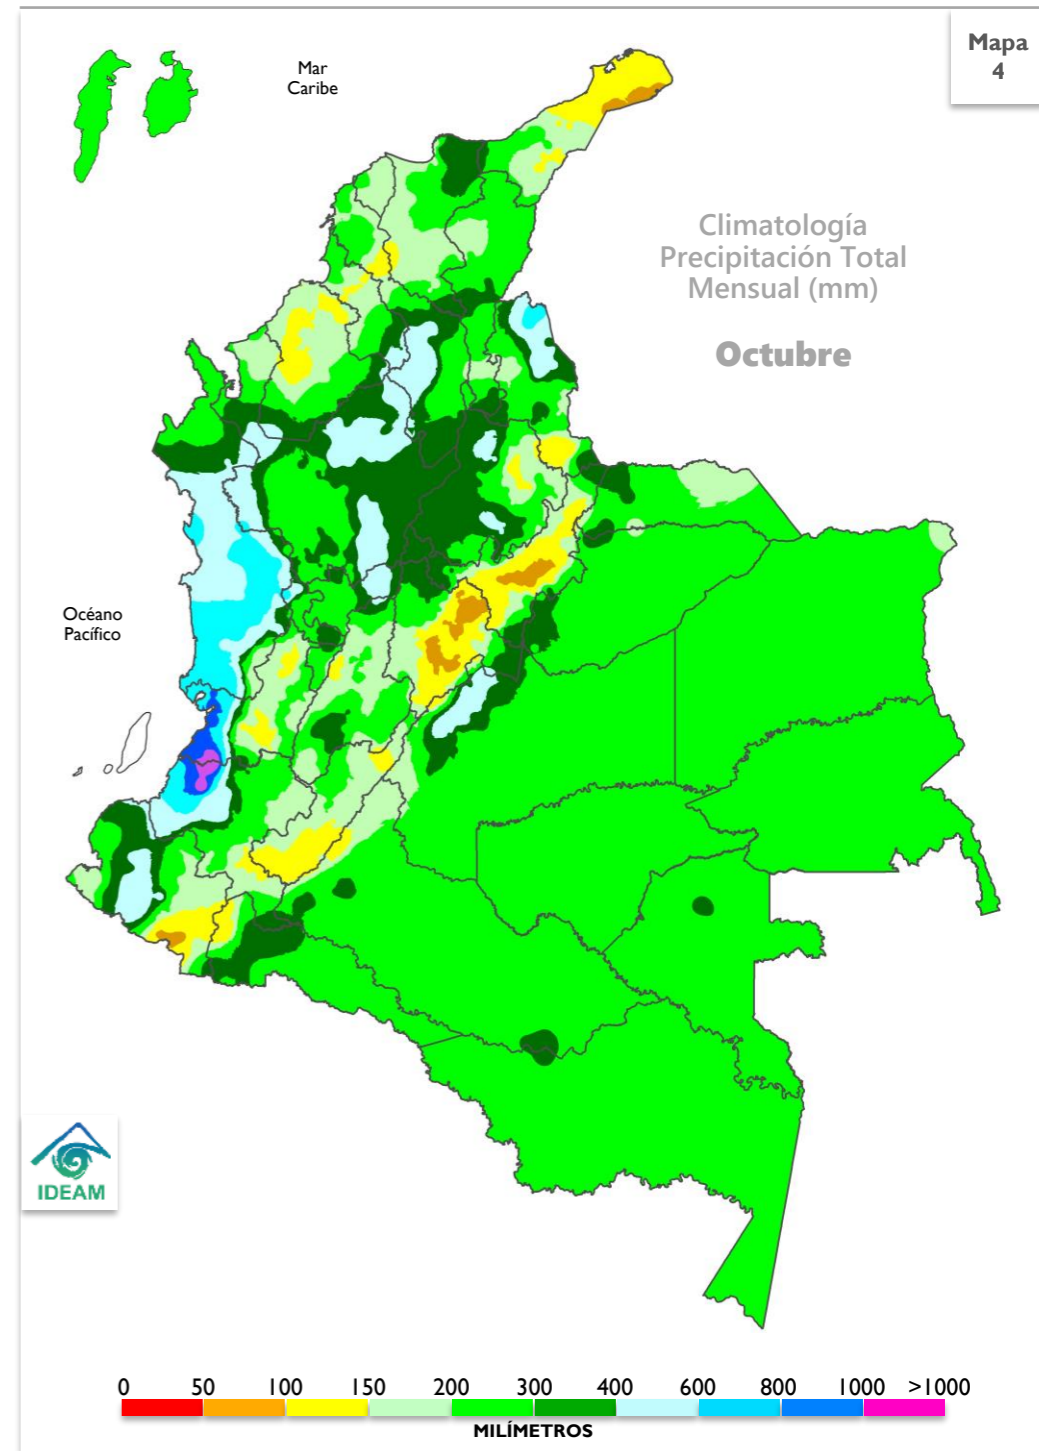 Mapa
4
Mar
Caribe
Climatología
Precipitación Total
Mensual (mm)
Octubre
Océano
Pacífico
IDEAM
0 50 100 150 200 300 400 600 800 1000 >1000
MILÍMETROS